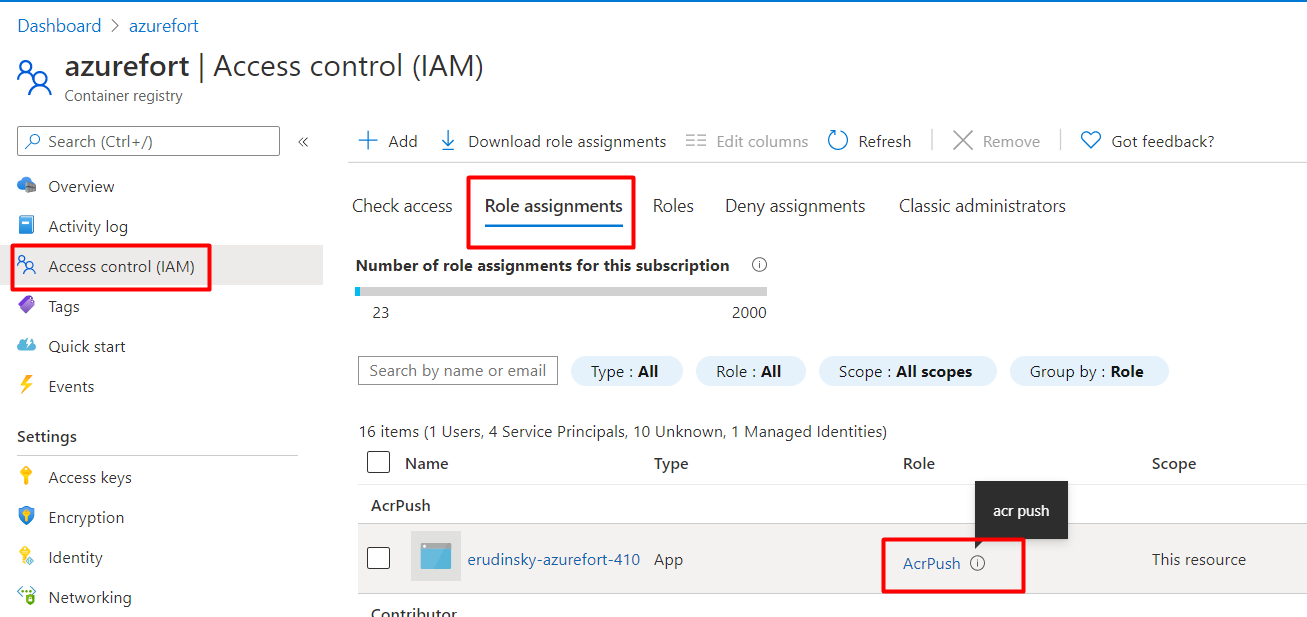 Dashboard > azurefort
azurefort | Access control (IAM)
Container registry
Search (Ctrl+/)
«
Overview
Activity log
Access control (IAM)
Tags
Quick start
Events
Settings
Access keys
Encryption
Identity
Networking
+ Add Download role assignments Edit columns Refresh Remove Got feedback?
Check access Role assignments Roles Deny assignments Classic administrators
Number of role assignments for this subscription
23 2000
Search by name or email Type : All Role : All Scope : All scopes Group by : Role
16 items (1 Users, 4 Service Principals, 10 Unknown, 1 Managed Identities)
Name Type Role Scope
AcrPush
acr push
erudinsky-azurefort-410 App AcrPush This resource
Contributor